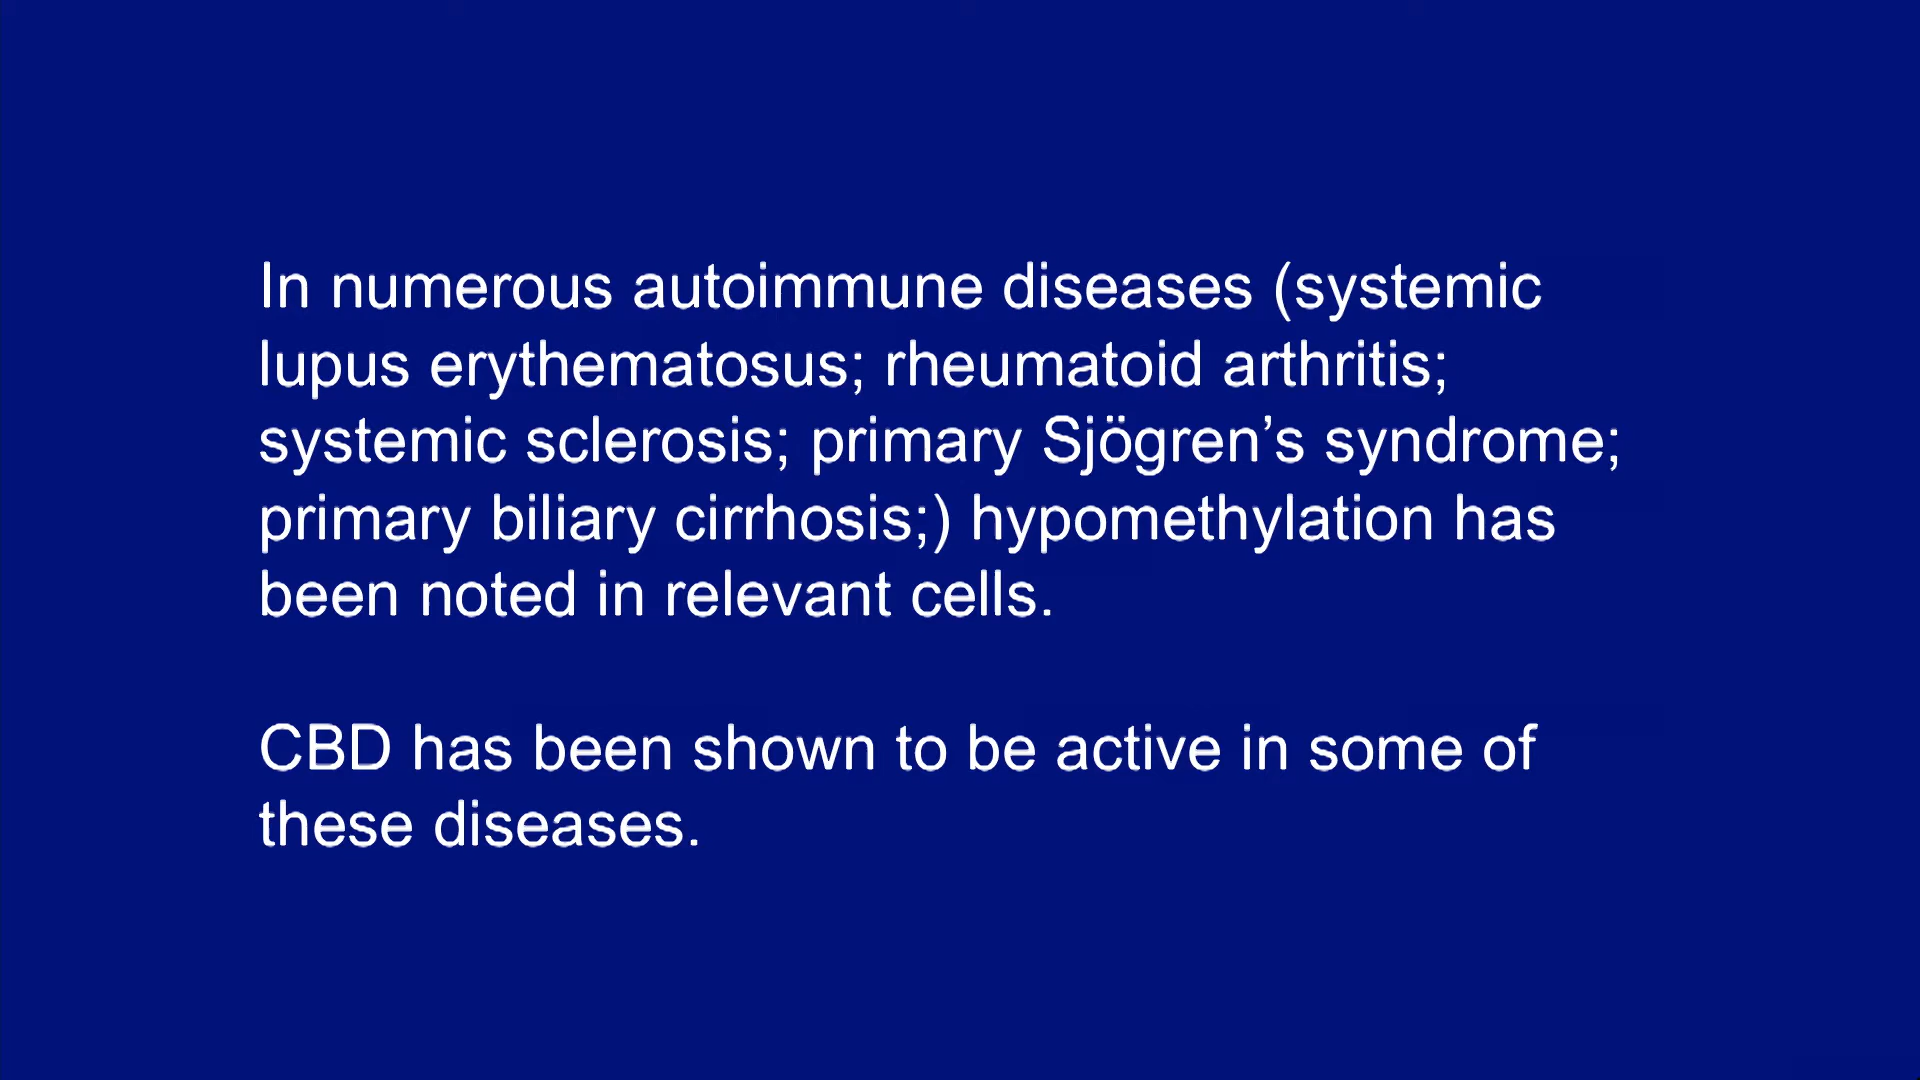 In numerous autoimmune diseases (systemic
lupus erythematosus; rheumatoid arthritis;
systemic sclerosis; primary Sjögren’s syndrome;
primary biliary cirrhosis;) hypomethylation has
been noted in relevant cells.
CBD has been shown to be active in some of
these diseases.